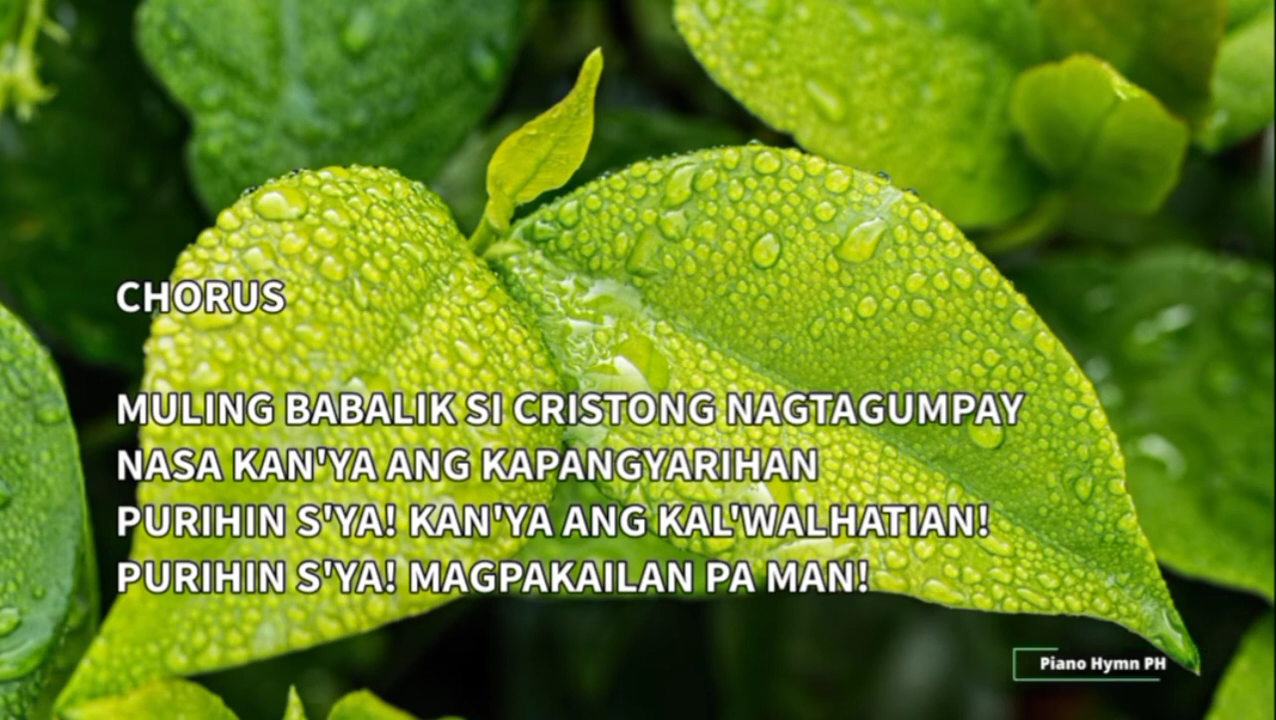 CHORUS
MULING BABALIK SI CRISTONG NAGTAGUMPAY
NASA KAN'YA ANG KAPANGYARIHAN
PURIHIN S'YA! KAN'YA ANG KAL'WALHATIAN!
PURIHIN S'YA! MAGPAKAILAN PA MAN!
Piano Hymn PH